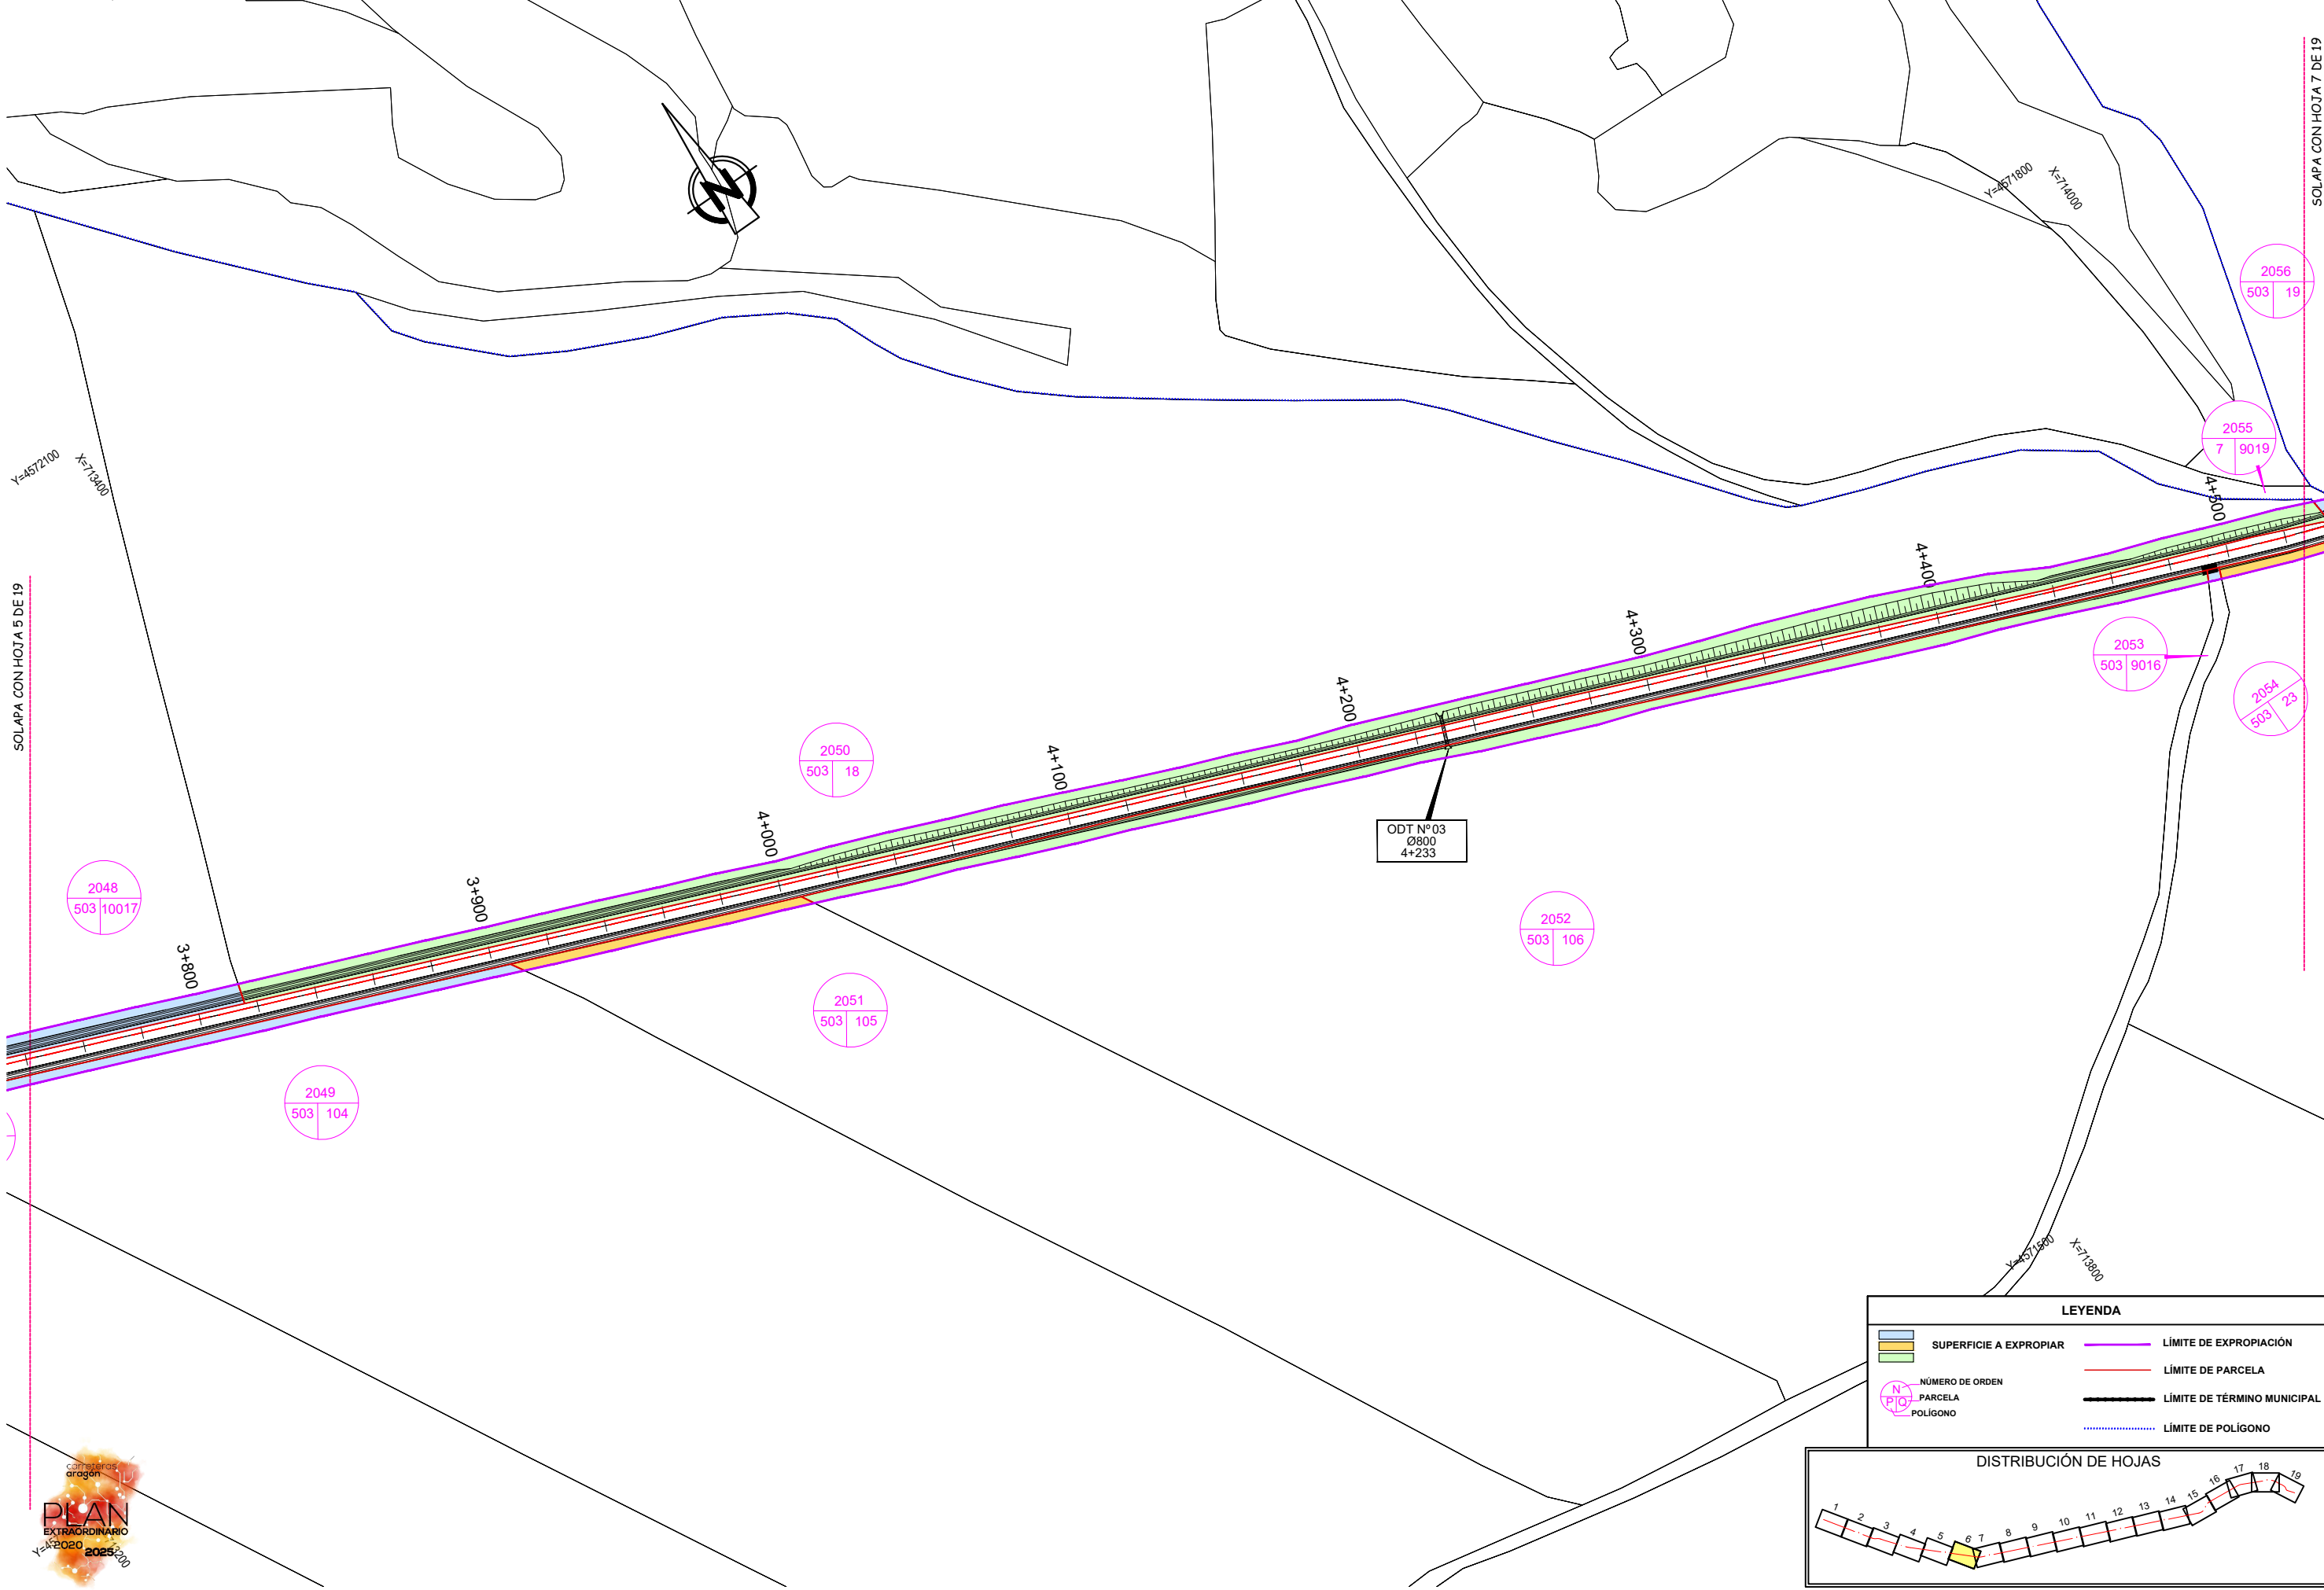 SOLAPA CON HOJA 7 DE 19
Y=4571800
X=714000
2056
503 19
2055
7 9019
Y=4572100
X=713400
4+500
4+400
SOLAPA CON HOJA 5 DE 19
4+300
2053
503 9016
4+200
2054
503 23
2050
503 18
4+100
4+000
ODT Nº03
Ø800
4+233
3+900
2048
503 10017
2052
503 106
3+800
2051
503 105
2049
503 104
Y=4571500
X=713800
LEYENDA
SUPERFICIE A EXPROPIAR
LÍMITE DE EXPROPIACIÓN
LÍMITE DE PARCELA
N
P Q
NÚMERO DE ORDEN
PARCELA
POLÍGONO
LÍMITE DE TÉRMINO MUNICIPAL
LÍMITE DE POLÍGONO
carreteras
aragón
PLAN
EXTRAORDINARIO
2020 2025
DISTRIBUCIÓN DE HOJAS
1 2 3 4 5 6 7 8 9 10 11 12 13 14 15 16 17 18 19